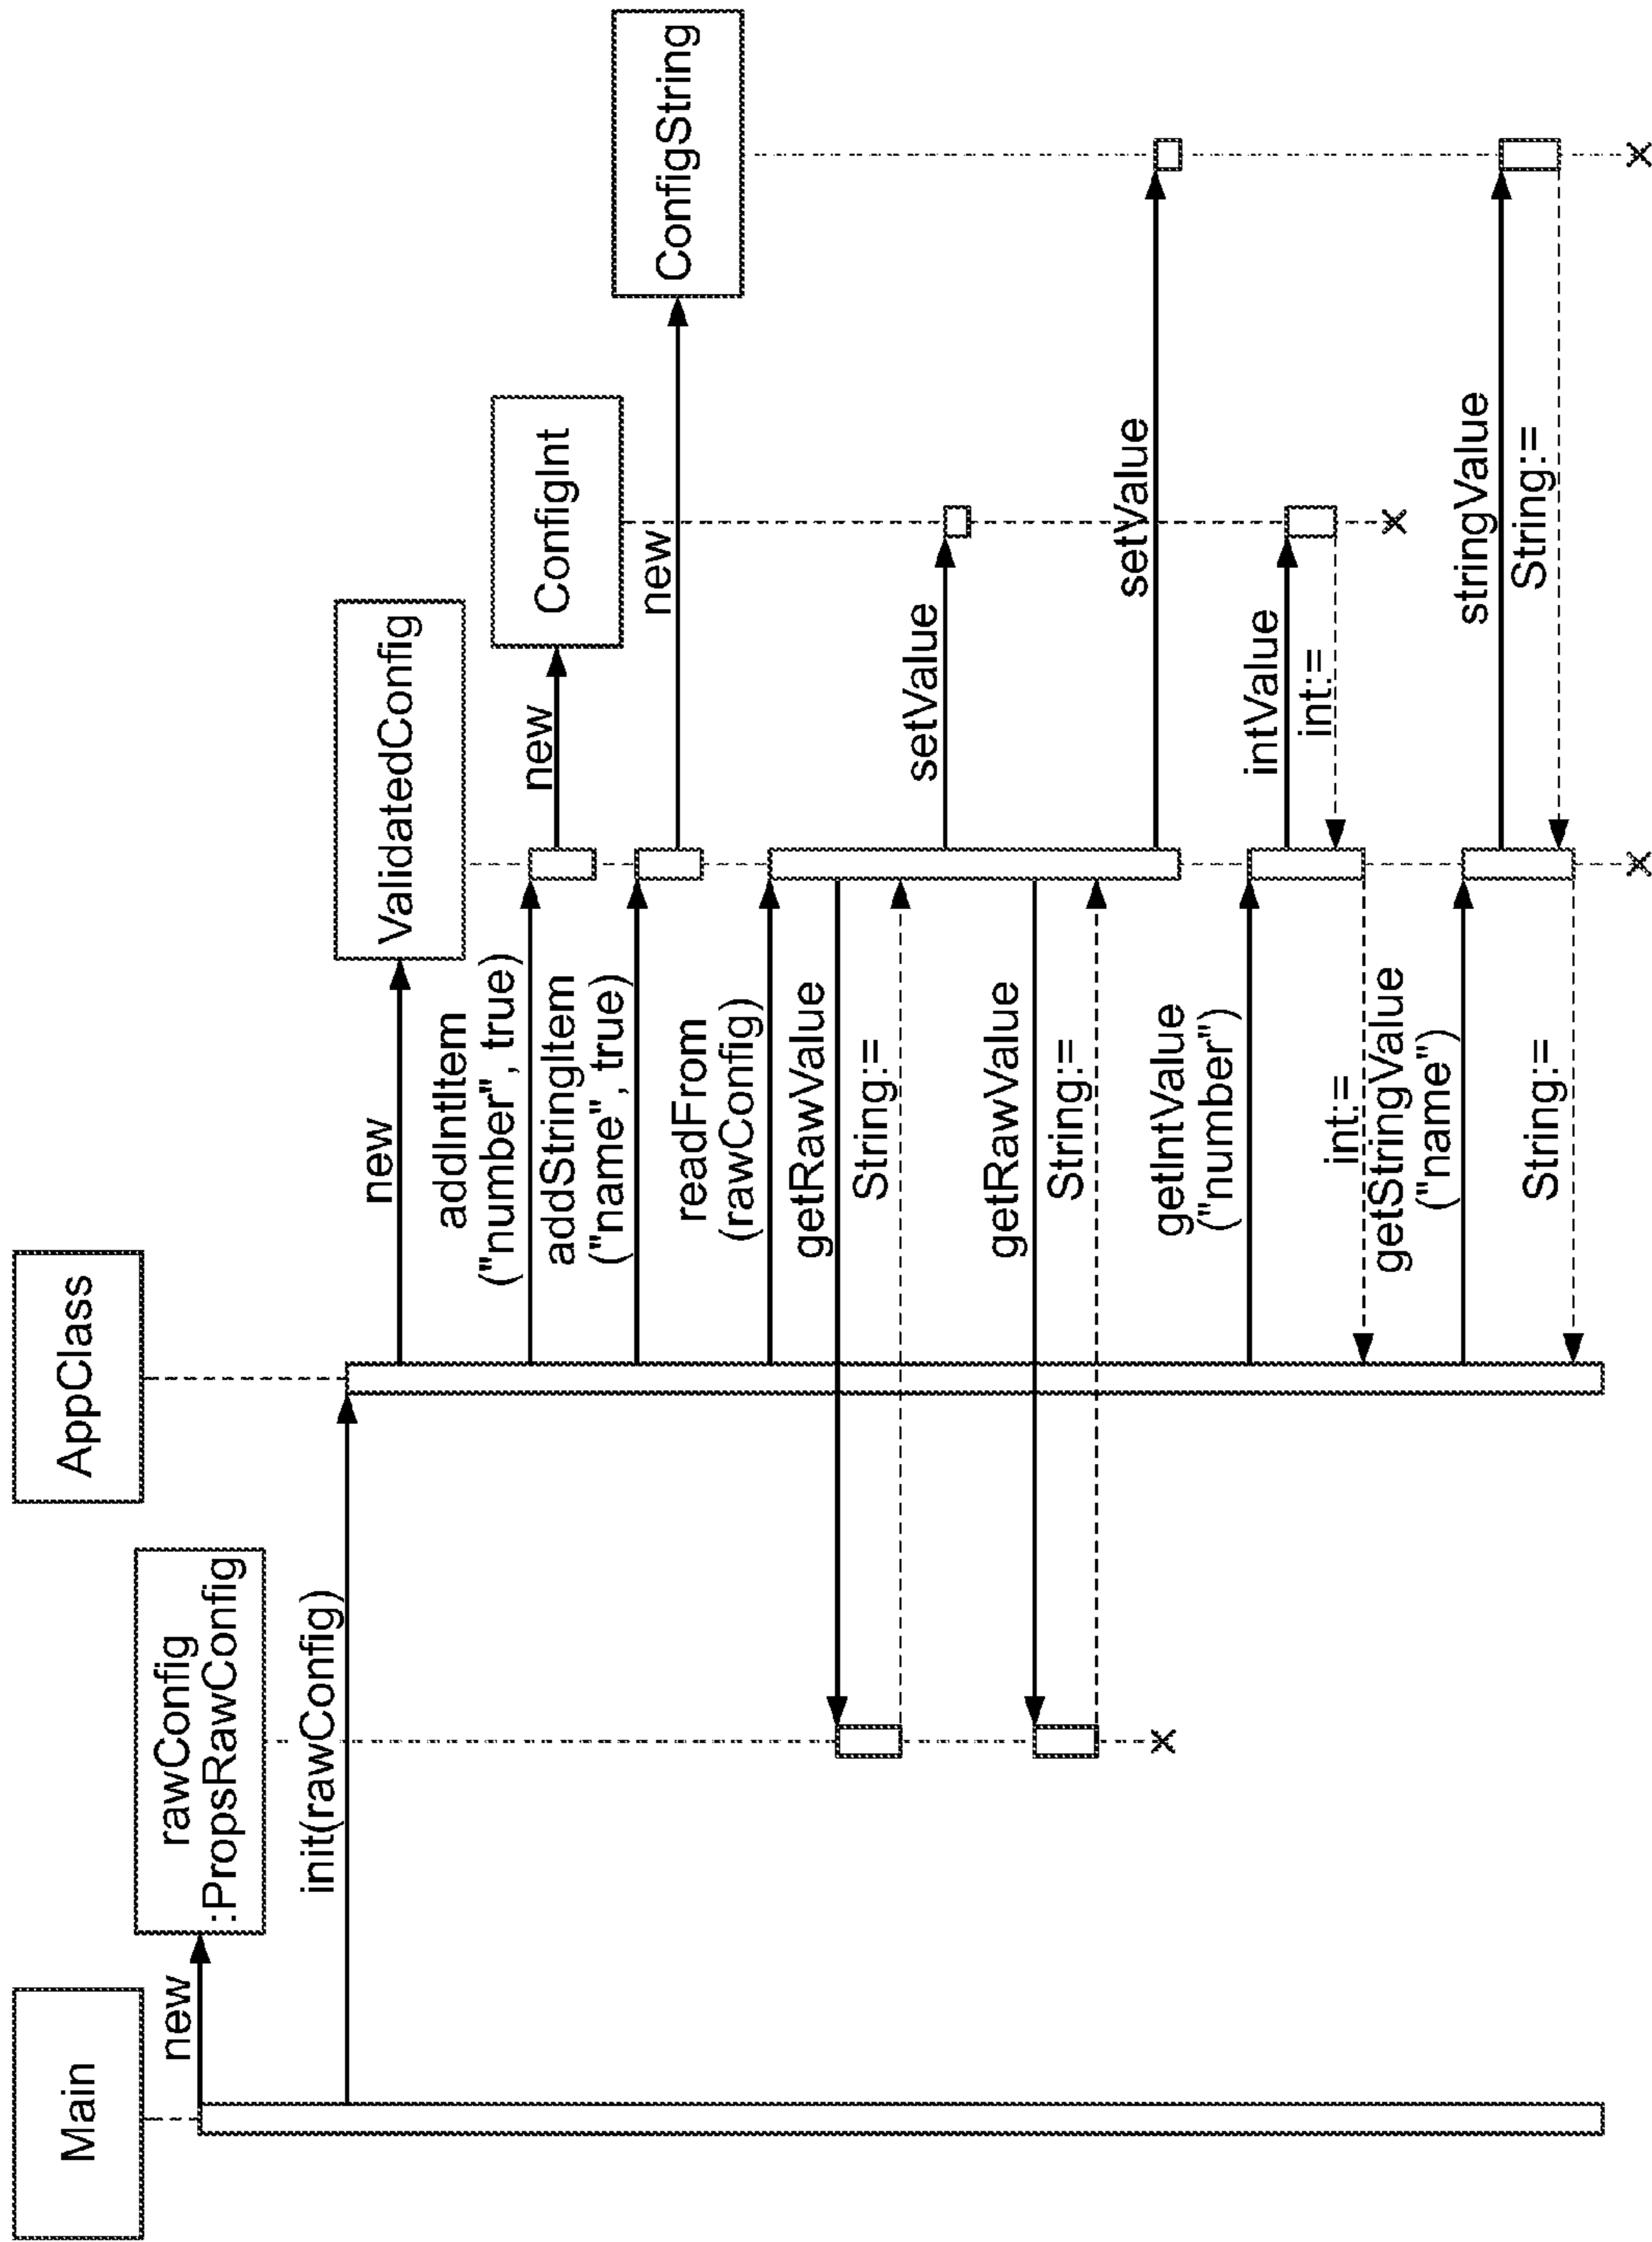 Main
AppClass
new
rawConfig
:PropsRawConfig
init(rawConfig)
new
ValidatedConfig
addIntItem
("number", true)
new
ConfigInt
addStringItem
("name", true)
new
ConfigString
readFrom
(rawConfig)
getRawValue
String:=
setValue
getRawValue
String:=
setValue
getIntValue
("number")
intValue
int:=
int:=
getStringValue
("name")
stringValue
String:=
String:=